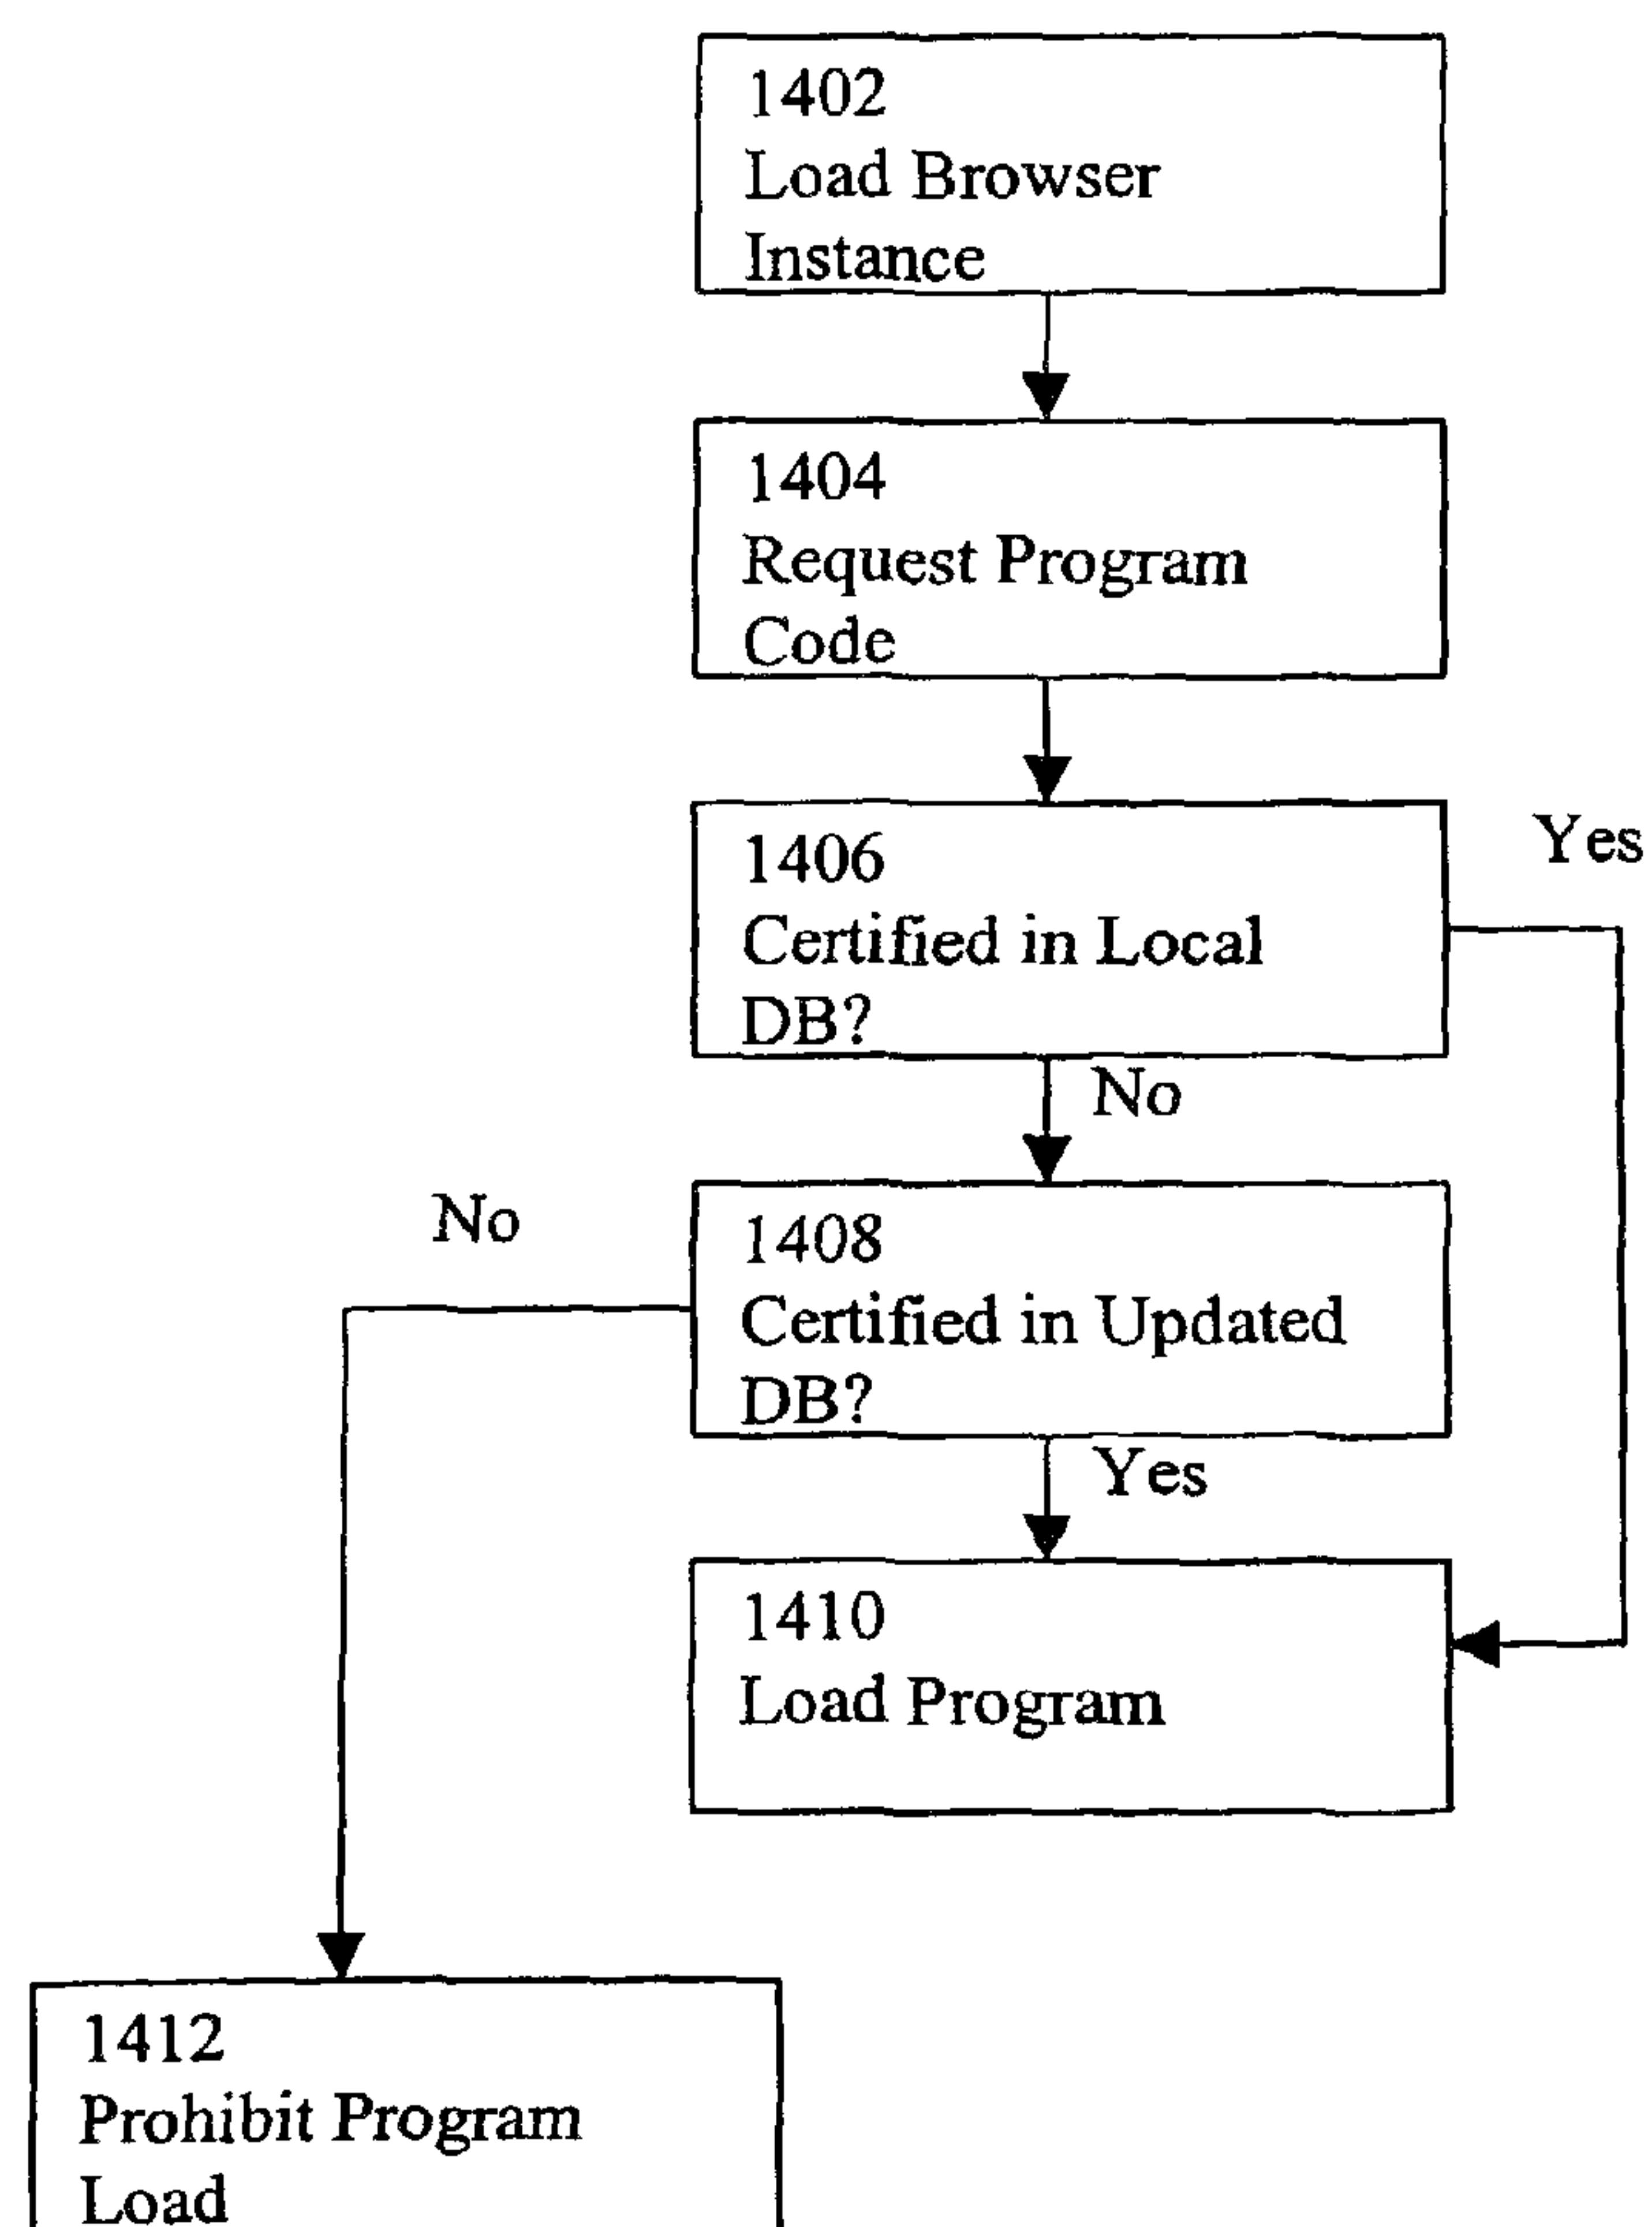 1402
Load Browser
Instance
1404
Request Program
Code
1406
Certified in Local
DB?
Yes
No
1408
Certified in Updated
DB?
No
Yes
1410
Load Program
1412
Prohibit Program
Load